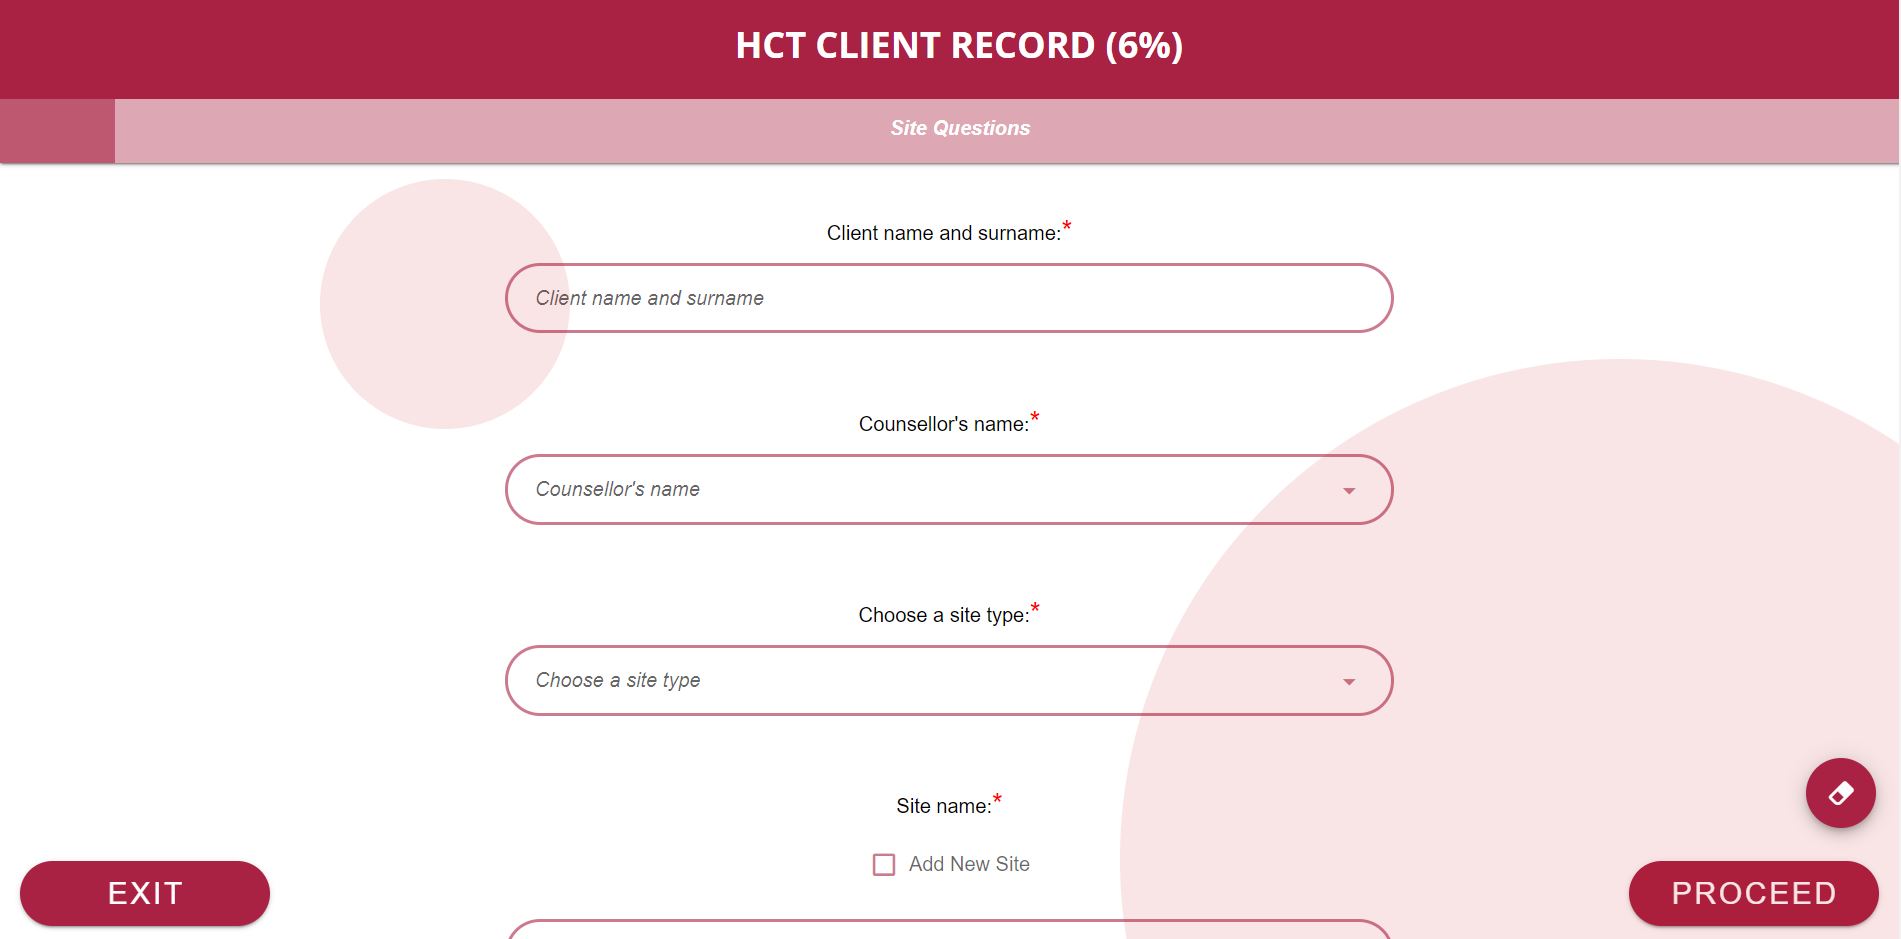 HCT CLIENT RECORD (6%)
Site Questions
Client name and surname:*
Client name and surname
Counsellor's name:*
Counsellor's name
Choose a site type:*
Choose a site type
Site name:*
Add New Site
EXIT
PROCEED